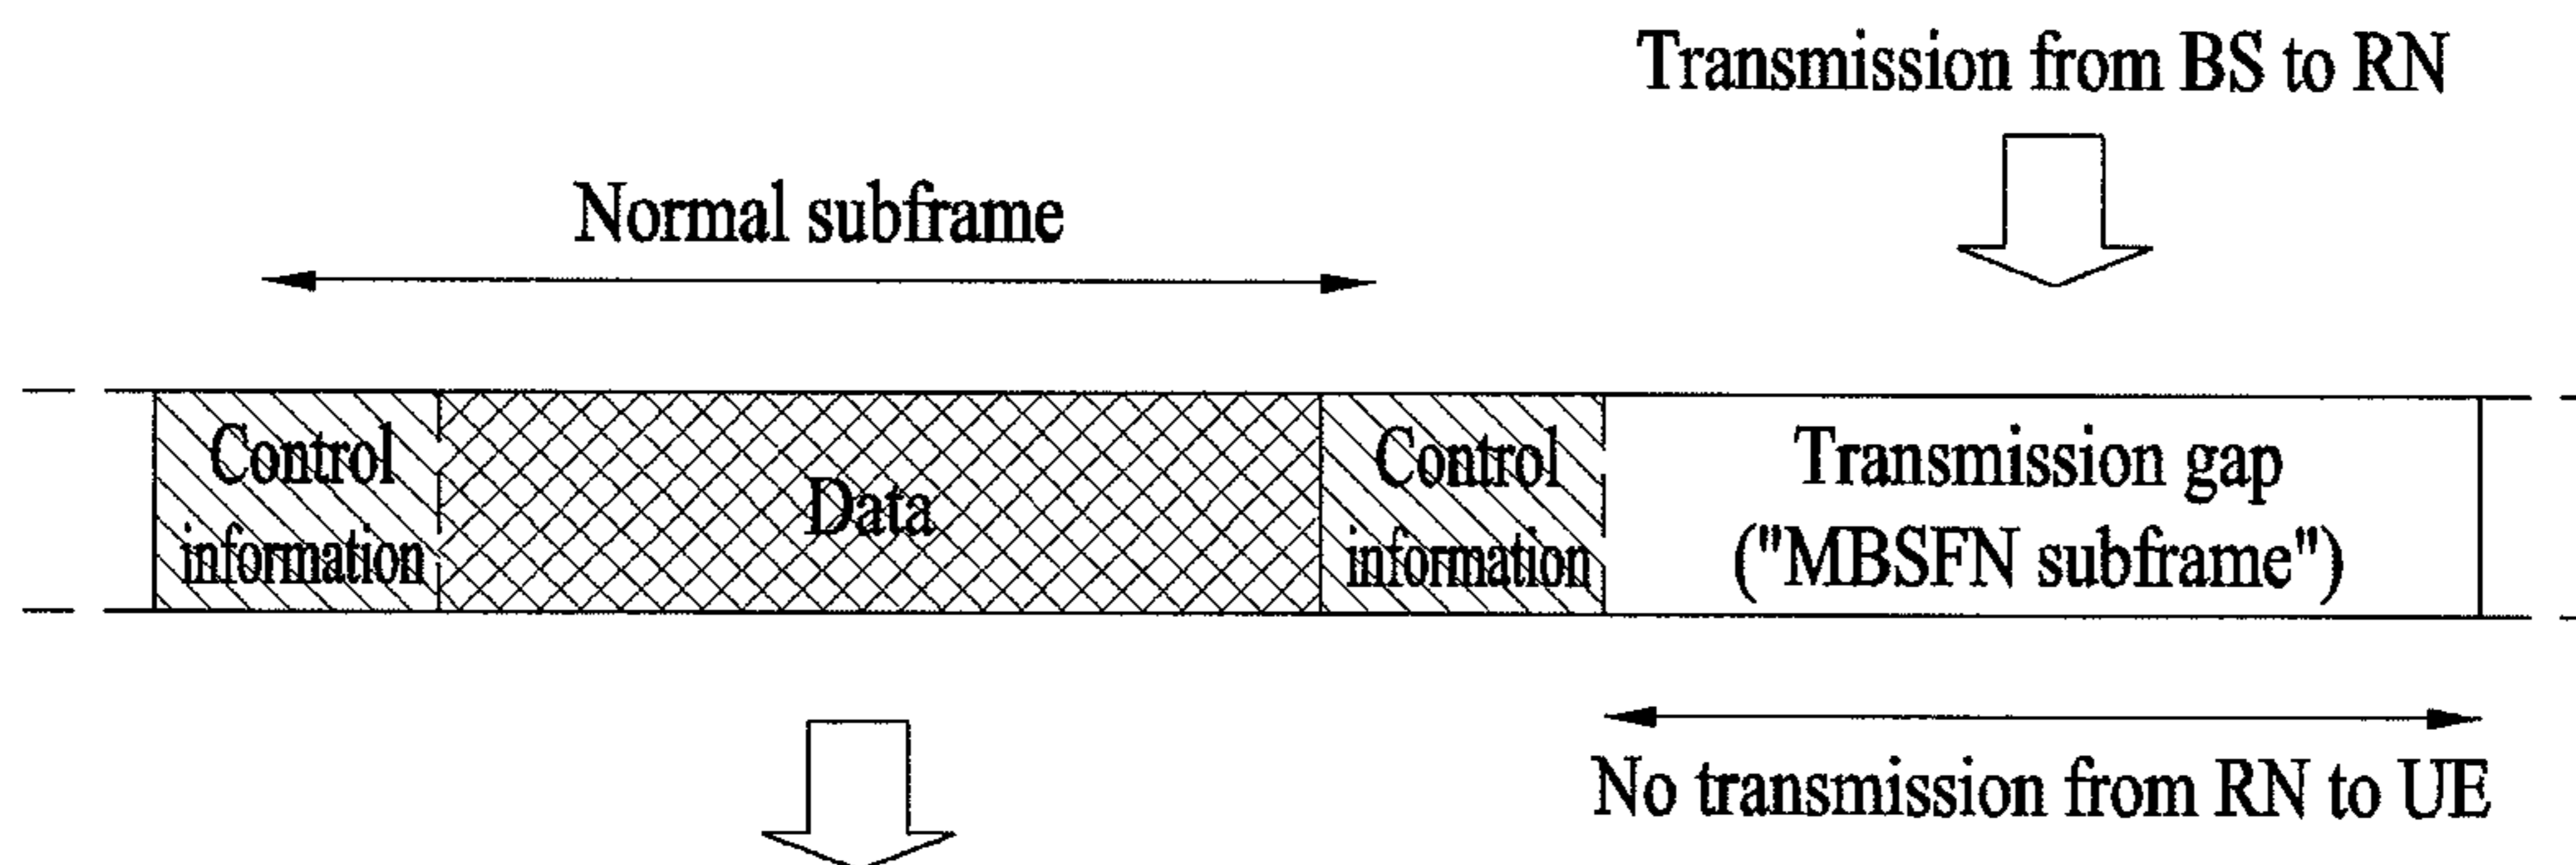 Transmission from BS to RN
Normal subframe
Control
information
Data
Control
information
Transmission gap
("MBSFN subframe")
No transmission from RN to UE